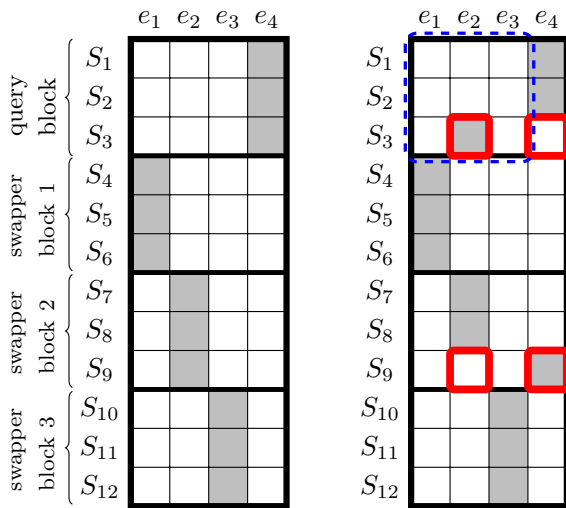 e₁ e₂ e₃ e₄
query block
S₁
S₂
S₃
swapper block 1
S₄
S₅
S₆
swapper block 2
S₇
S₈
S₉
swapper block 3
S₁₀
S₁₁
S₁₂
e₁ e₂ e₃ e₄
S₁
S₂
S₃
S₄
S₅
S₆
S₇
S₈
S₉
S₁₀
S₁₁
S₁₂